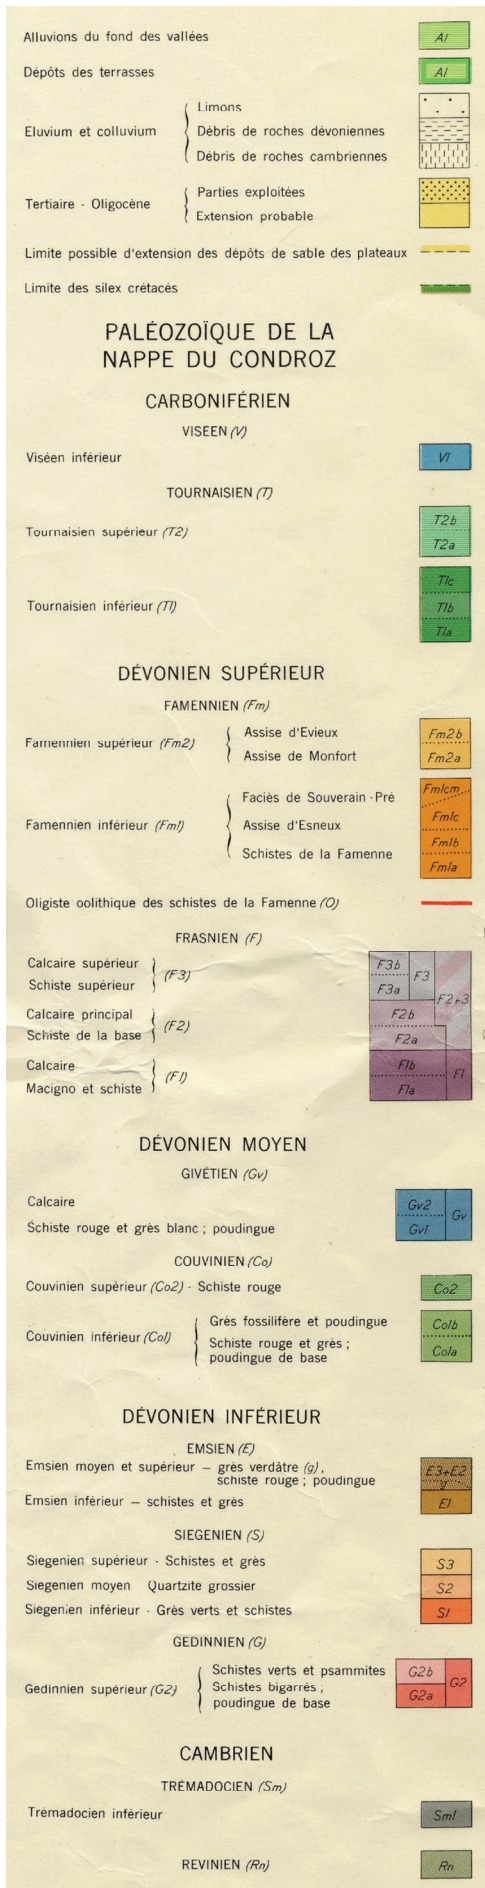 Alluvions du fond des vallées Al
Dépôts des terrasses Al
Eluvium et colluvium
Limons
Débris de roches dévoniennes
Débris de roches cambriennes
Tertiaire - Oligocène
Parties exploitées
Extension probable
Limite possible d'extension des dépôts de sable des plateaux
Limite des silex crétacés
PALÉOZOÏQUE DE LA
NAPPE DU CONDROZ
CARBONIFÉRIEN
VISEEN (V)
Viséen inférieur V1
TOURNAISIEN (T)
Tournaisien supérieur (T2)
T2b
T2a
Tournaisien inférieur (T1)
T1c
T1b
T1a
DÉVONIEN SUPÉRIEUR
FAMENNIEN (Fm)
Famennien supérieur (Fm2)
Assise d'Evieux Fm2b
Assise de Monfort Fm2a
Famennien inférieur (Fm1)
Faciès de Souverain-Pré Fm1cm
Assise d'Esneux Fm1c
Fm1b
Schistes de la Famenne Fm1a
Oligiste oolithique des schistes de la Famenne (O)
FRASNIEN (F)
Calcaire supérieur
Schiste supérieur
(F3)
F3b
F3a
F3
F2+3
Calcaire principal
Schiste de la base
(F2)
F2b
F2a
Calcaire
Macigno et schiste
(F1)
F1b
F1a
F1
DÉVONIEN MOYEN
GIVÉTIEN (Gv)
Calcaire Gv2
Schiste rouge et grès blanc ; poudingue Gv1
Gv
COUVINIEN (Co)
Couvinien supérieur (Co2) - Schiste rouge Co2
Couvinien inférieur (Co1)
Grès fossilifère et poudingue Co1b
Schiste rouge et grès ;
poudingue de base Co1a
DÉVONIEN INFÉRIEUR
EMSIEN (E)
Emsien moyen et supérieur — grès verdâtre (g),
schiste rouge ; poudingue
E3+E2
g
Emsien inférieur — schistes et grès E1
SIEGENIEN (S)
Siegenien supérieur - Schistes et grès S3
Siegenien moyen Quartzite grossier S2
Siegenien inférieur - Grès verts et schistes S1
GEDINNIEN (G)
Gedinnien supérieur (G2)
Schistes verts et psammites G2b
Schistes bigarrés ;
poudingue de base G2a
G2
CAMBRIEN
TRÉMADOCIEN (Sm)
Trémadocien inférieur Sm1
REVINIEN (Rn) Rn